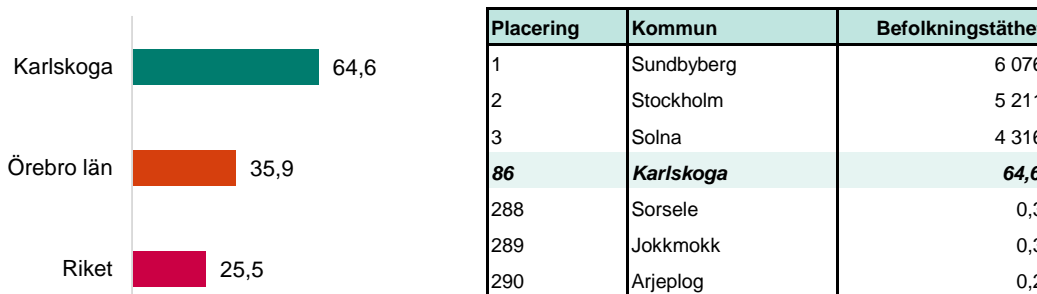 Karlskoga 64,6
Örebro län 35,9
Riket 25,5
Placering Kommun Befolkningstäthet
1 Sundbyberg 6 076
2 Stockholm 5 211
3 Solna 4 316
86 Karlskoga 64,6
288 Sorsele 0,3
289 Jokkmokk 0,3
290 Arjeplog 0,2